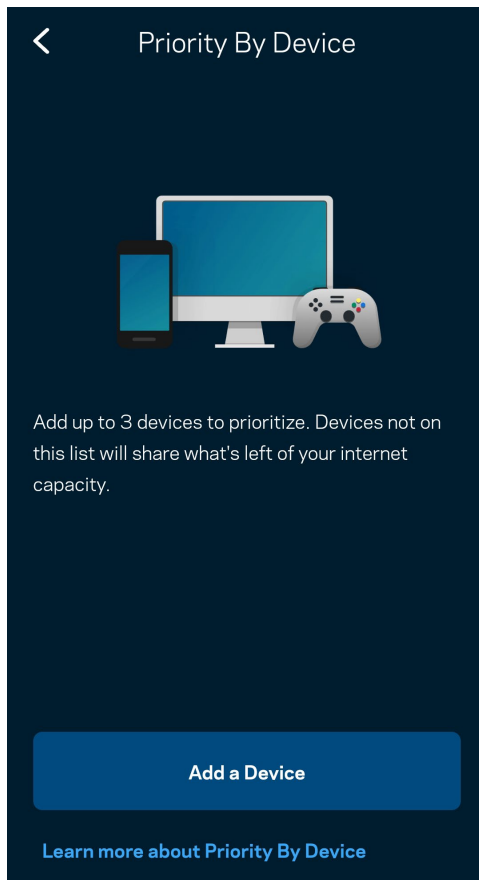 Priority By Device
Add up to 3 devices to prioritize. Devices not on
this list will share what's left of your internet
capacity.
Add a Device
Learn more about Priority By Device